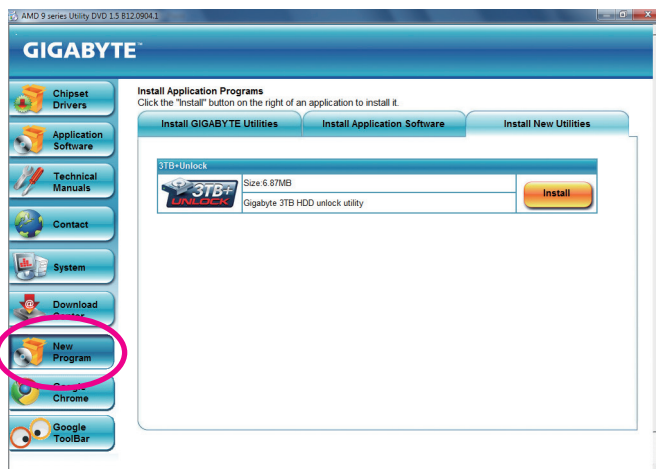 AMD 9 series Utility DVD 1.5 B12.0904.1
GIGABYTE™
Chipset
Drivers
Application
Software
Technical
Manuals
Contact
System
Download
Center
New
Program
Google
Chrome
Google
ToolBar
Install Application Programs
Click the "Install" button on the right of an application to install it.
Install GIGABYTE Utilities
Install Application Software
Install New Utilities
3TB+Unlock
3TB+
UNLOCK
Size:6.87MB
Gigabyte 3TB HDD unlock utility
Install